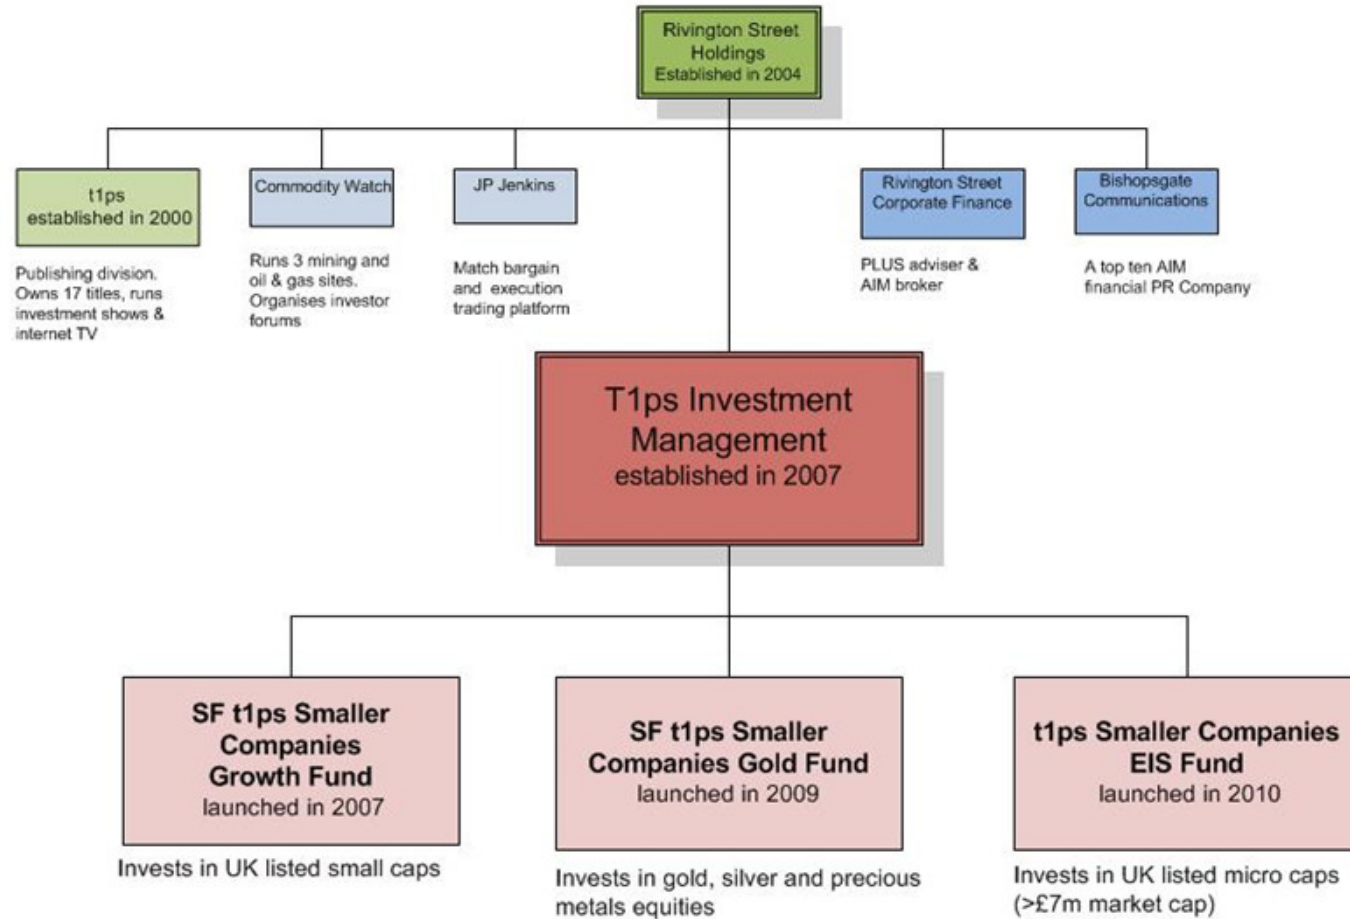 Rivington Street
Holdings
Established in 2004
t1ps
established in 2000
Publishing division.
Owns 17 titles, runs
investment shows &
internet TV
Commodity Watch
Runs 3 mining and
oil & gas sites.
Organises investor
forums
JP Jenkins
Match bargain
and execution
trading platform
Rivington Street
Corporate Finance
PLUS adviser &
AIM broker
Bishopsgate
Communications
A top ten AIM
financial PR Company
T1ps Investment
Management
established in 2007
SF t1ps Smaller
Companies
Growth Fund
launched in 2007
Invests in UK listed small caps
SF t1ps Smaller
Companies Gold Fund
launched in 2009
Invests in gold, silver and precious
metals equities
t1ps Smaller Companies
EIS Fund
launched in 2010
Invests in UK listed micro caps
(>£7m market cap)